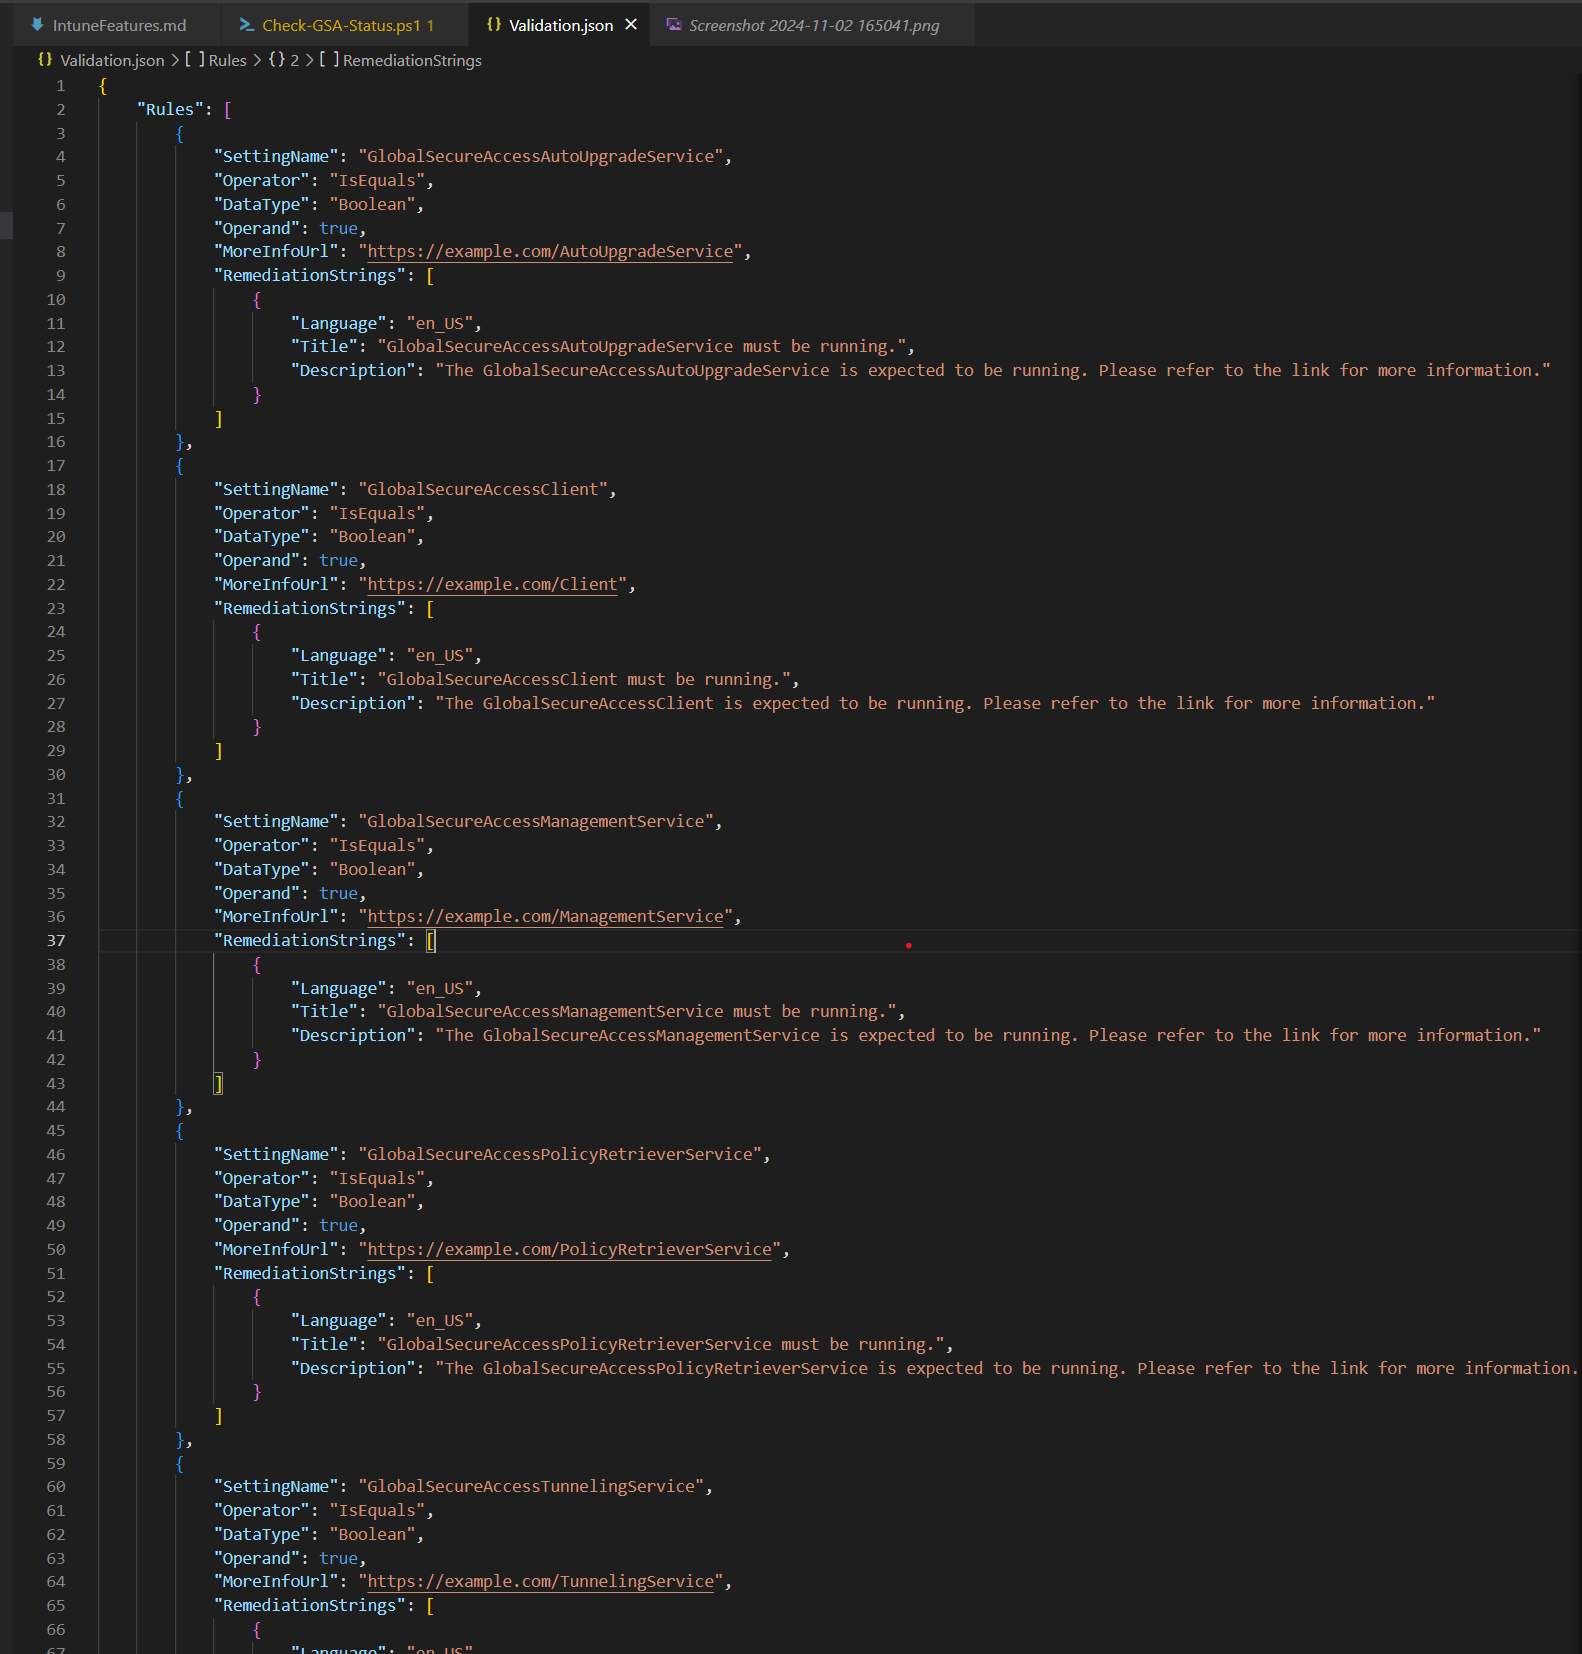 IntuneFeatures.md Check-GSA-Status.ps1 1 Validation.json Screenshot 2024-11-02 165041.png
{} Validation.json > [ ] Rules > {} 2 > [ ] RemediationStrings
1 {
2 "Rules": [
3 {
4 "SettingName": "GlobalSecureAccessAutoUpgradeService",
5 "Operator": "IsEquals",
6 "DataType": "Boolean",
7 "Operand": true,
8 "MoreInfoUrl": "https://example.com/AutoUpgradeService",
9 "RemediationStrings": [
10 {
11 "Language": "en_US",
12 "Title": "GlobalSecureAccessAutoUpgradeService must be running.",
13 "Description": "The GlobalSecureAccessAutoUpgradeService is expected to be running. Please refer to the link for more information."
14 }
15 ]
16 },
17 {
18 "SettingName": "GlobalSecureAccessClient",
19 "Operator": "IsEquals",
20 "DataType": "Boolean",
21 "Operand": true,
22 "MoreInfoUrl": "https://example.com/Client",
23 "RemediationStrings": [
24 {
25 "Language": "en_US",
26 "Title": "GlobalSecureAccessClient must be running.",
27 "Description": "The GlobalSecureAccessClient is expected to be running. Please refer to the link for more information."
28 }
29 ]
30 },
31 {
32 "SettingName": "GlobalSecureAccessManagementService",
33 "Operator": "IsEquals",
34 "DataType": "Boolean",
35 "Operand": true,
36 "MoreInfoUrl": "https://example.com/ManagementService",
37 "RemediationStrings": [
38 {
39 "Language": "en_US",
40 "Title": "GlobalSecureAccessManagementService must be running.",
41 "Description": "The GlobalSecureAccessManagementService is expected to be running. Please refer to the link for more information."
42 }
43 ]
44 },
45 {
46 "SettingName": "GlobalSecureAccessPolicyRetrieverService",
47 "Operator": "IsEquals",
48 "DataType": "Boolean",
49 "Operand": true,
50 "MoreInfoUrl": "https://example.com/PolicyRetrieverService",
51 "RemediationStrings": [
52 {
53 "Language": "en_US",
54 "Title": "GlobalSecureAccessPolicyRetrieverService must be running.",
55 "Description": "The GlobalSecureAccessPolicyRetrieverService is expected to be running. Please refer to the link for more information.
56 }
57 ]
58 },
59 {
60 "SettingName": "GlobalSecureAccessTunnelingService",
61 "Operator": "IsEquals",
62 "DataType": "Boolean",
63 "Operand": true,
64 "MoreInfoUrl": "https://example.com/TunnelingService",
65 "RemediationStrings": [
66 {
67 "Language": "en_US"